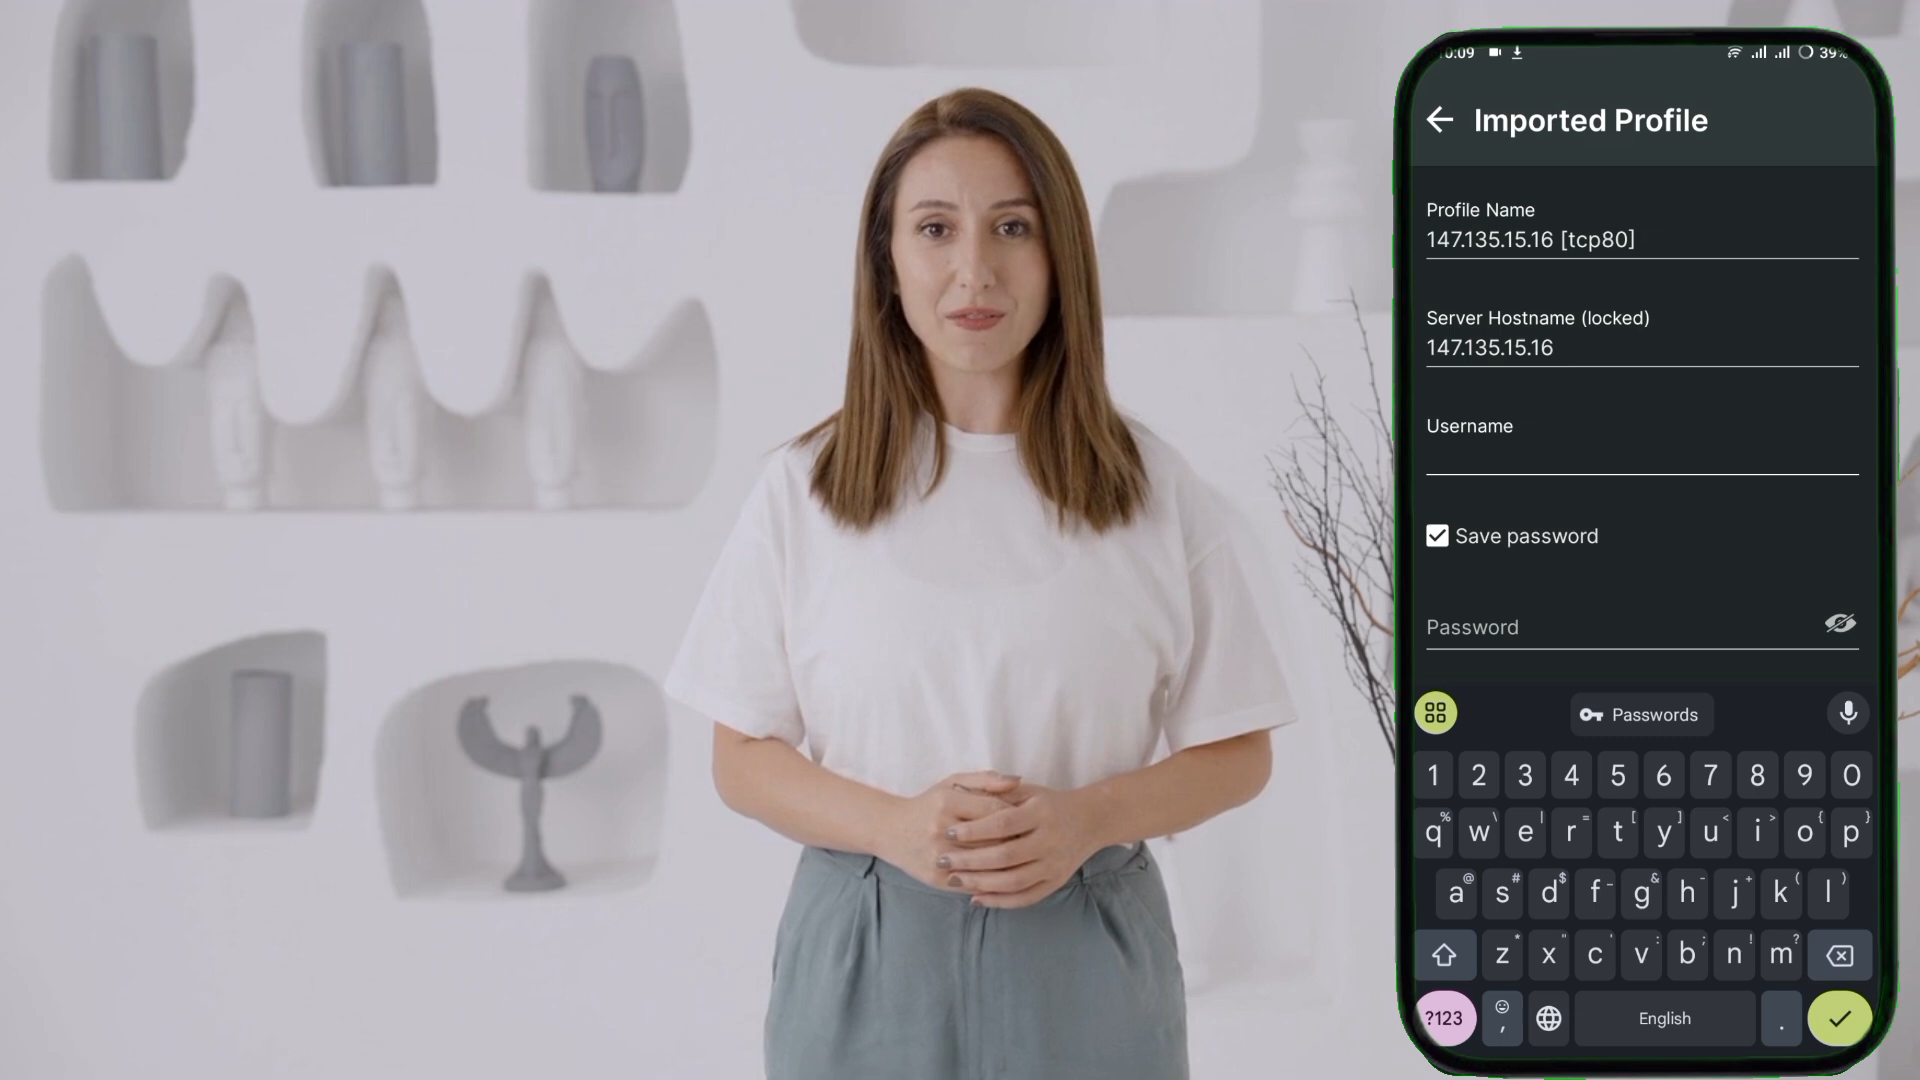 0:09
39%
Imported Profile
Profile Name
147.135.15.16 [tcp80]
Server Hostname (locked)
147.135.15.16
Username
Save password
Password
Passwords
1 2 3 4 5 6 7 8 9 0
q % w \ e | r = t [ y ] u < i > o { p }
a @ s # d $ f _ g & h - j + k ( l )
z * x " c ' v : b ; n ! m ?
?123 , English .